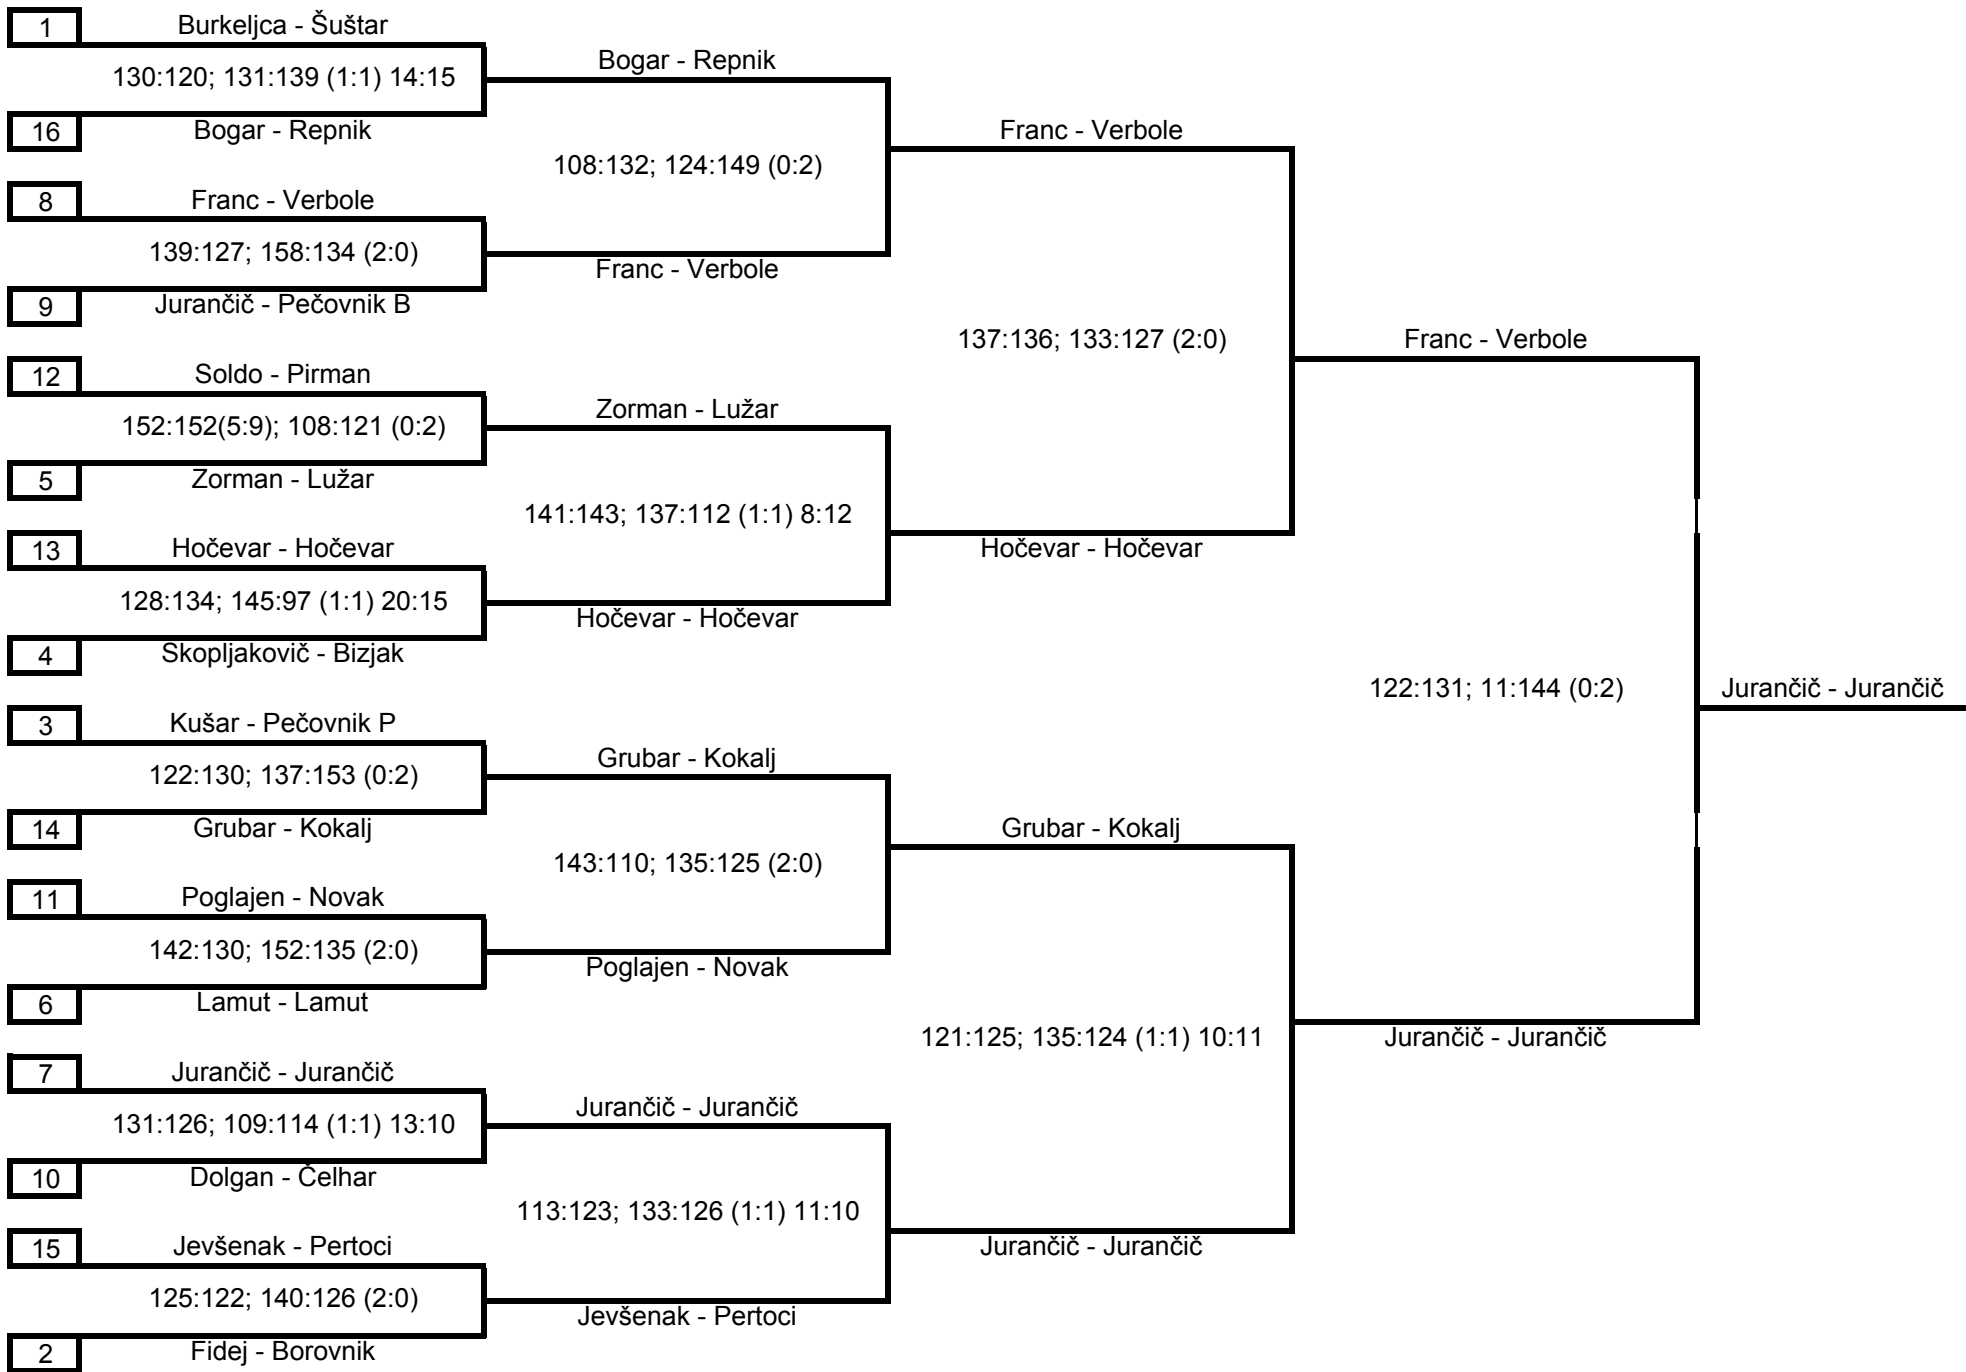 1 Burkeljca - Šuštar
130:120; 131:139 (1:1) 14:15
16 Bogar - Repnik
8 Franc - Verbole
139:127; 158:134 (2:0)
9 Jurančič - Pečovnik B
12 Soldo - Pirman
152:152(5:9); 108:121 (0:2)
5 Zorman - Lužar
13 Hočevar - Hočevar
128:134; 145:97 (1:1) 20:15
4 Skopljakovič - Bizjak
3 Kušar - Pečovnik P
122:130; 137:153 (0:2)
14 Grubar - Kokalj
11 Poglajen - Novak
142:130; 152:135 (2:0)
6 Lamut - Lamut
7 Jurančič - Jurančič
131:126; 109:114 (1:1) 13:10
10 Dolgan - Čelhar
15 Jevšenak - Pertoci
125:122; 140:126 (2:0)
2 Fidej - Borovnik
Bogar - Repnik
108:132; 124:149 (0:2)
Franc - Verbole
Zorman - Lužar
141:143; 137:112 (1:1) 8:12
Hočevar - Hočevar
Grubar - Kokalj
143:110; 135:125 (2:0)
Poglajen - Novak
Jurančič - Jurančič
113:123; 133:126 (1:1) 11:10
Jevšenak - Pertoci
Franc - Verbole
137:136; 133:127 (2:0)
Hočevar - Hočevar
Grubar - Kokalj
121:125; 135:124 (1:1) 10:11
Jurančič - Jurančič
Franc - Verbole
122:131; 11:144 (0:2)
Jurančič - Jurančič
Jurančič - Jurančič